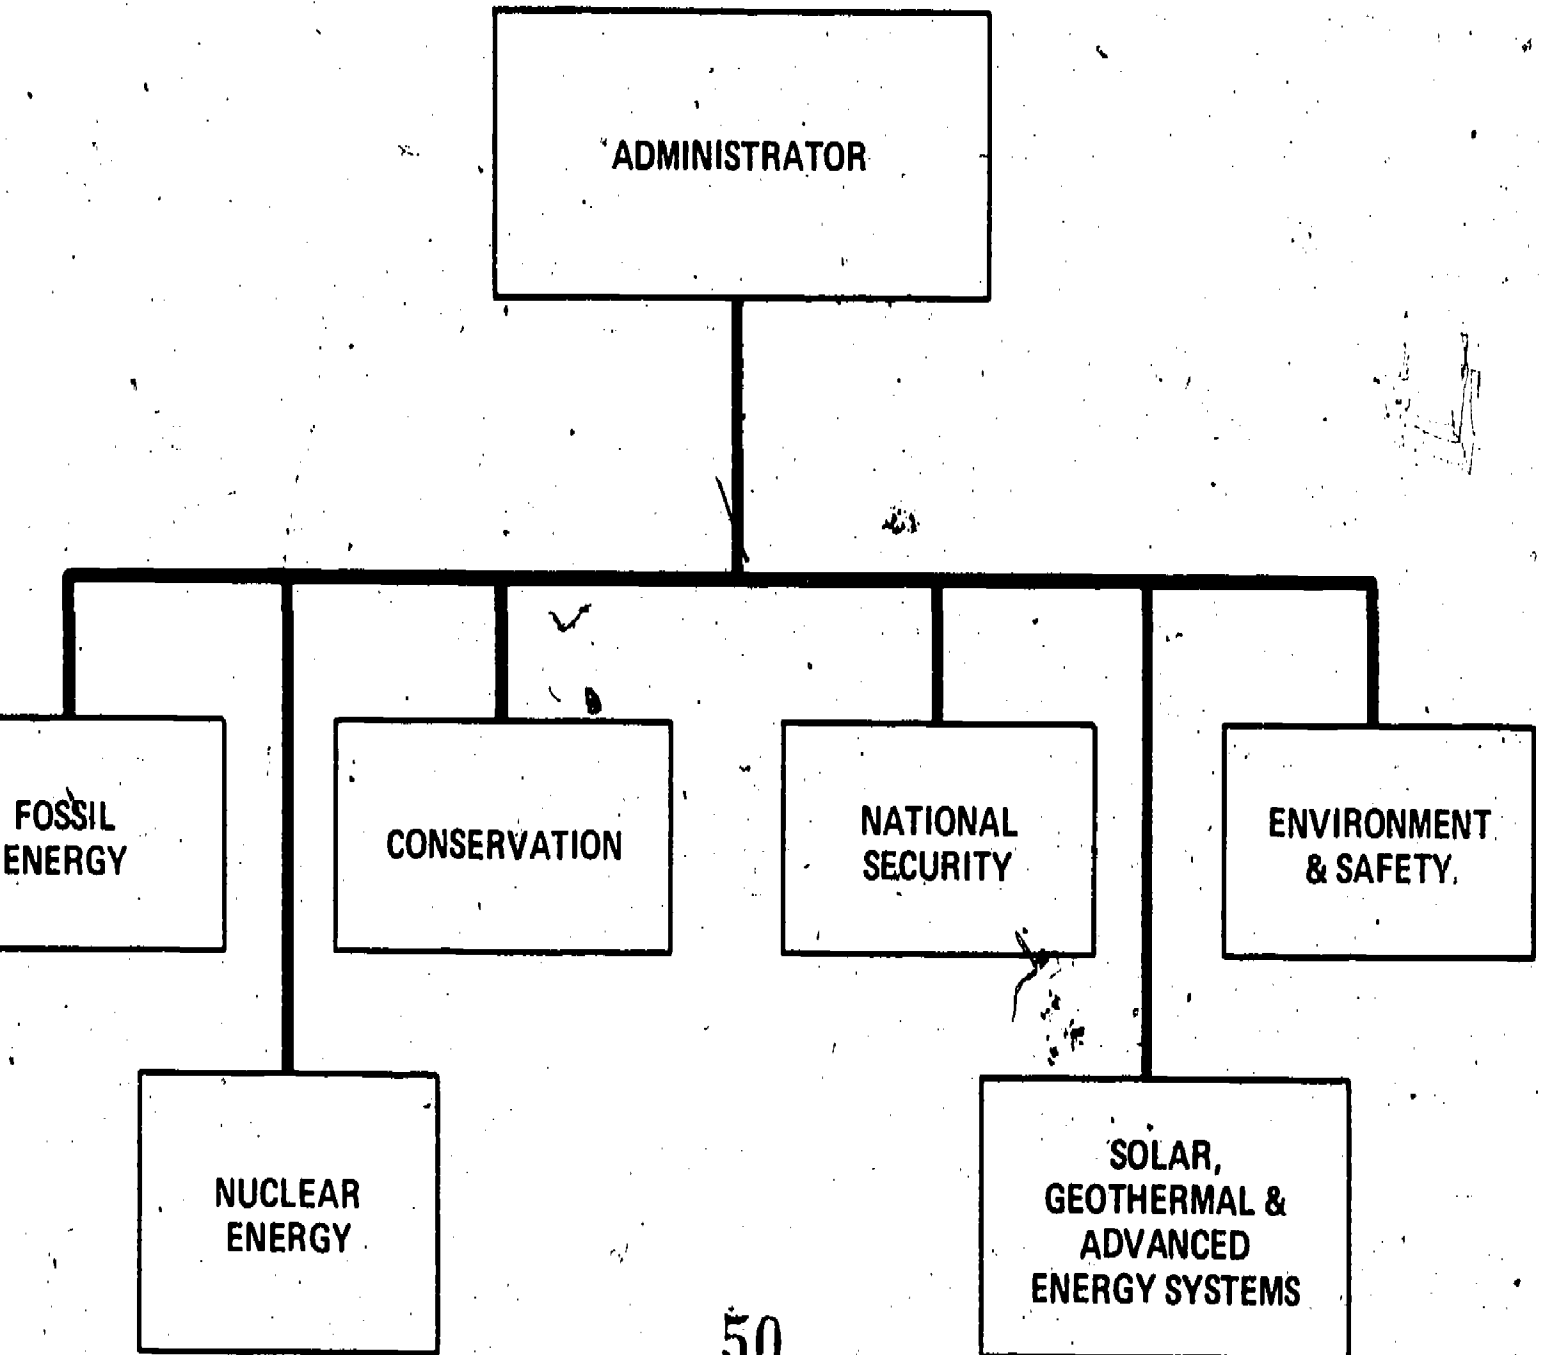 ADMINISTRATOR
FOSSIL
ENERGY
CONSERVATION
NATIONAL
SECURITY
ENVIRONMENT
& SAFETY
NUCLEAR
ENERGY
SOLAR,
GEOTHERMAL &
ADVANCED
ENERGY SYSTEMS
50